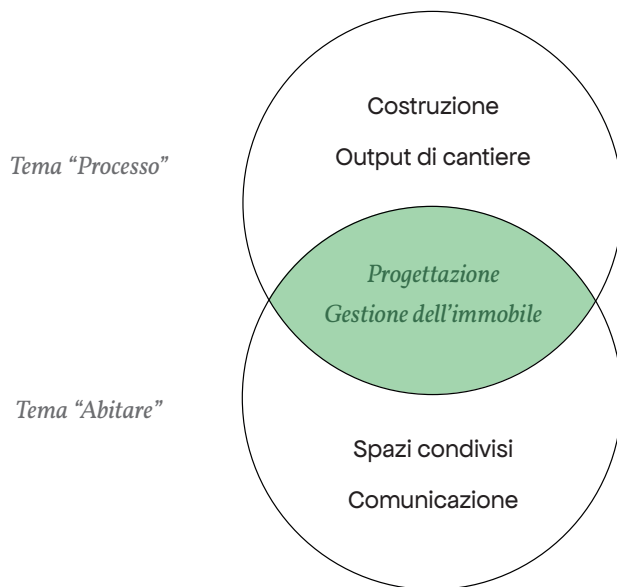 Costruzione
Output di cantiere
Tema “Processo”
Progettazione
Gestione dell’immobile
Tema “Abitare”
Spazi condivisi
Comunicazione